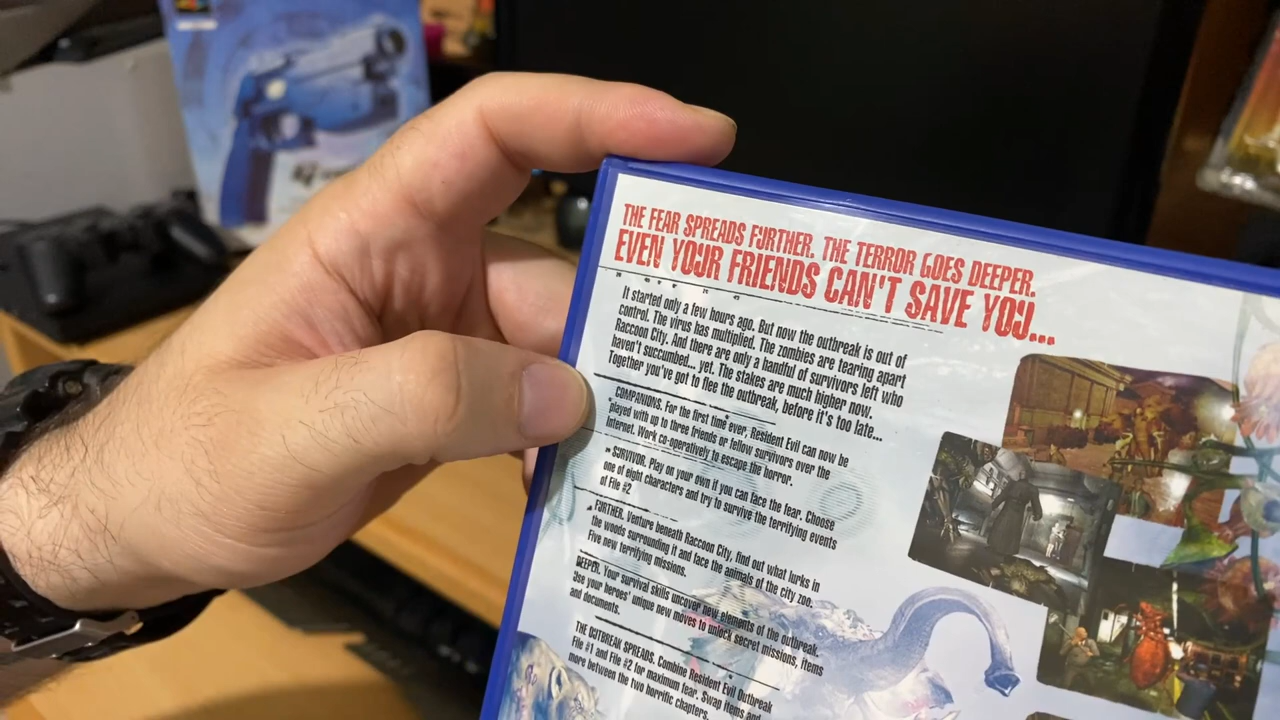 THE FEAR SPREADS FURTHER. THE TERROR GOES DEEPER.
EVEN YOUR FRIENDS CAN'T SAVE YOU...
It started only a few hours ago. But now the outbreak is out of
control. The virus has multiplied. The zombies are tearing apart
Raccoon City. And there are only a handful of survivors left who
haven't succumbed... yet. The stakes are much higher now.
Together you've got to flee the outbreak, before it's too late...
COMPANIONS. For the first time ever, Resident Evil can now be
played with up to three friends or fellow survivors over the
Internet. Work co-operatively to escape the horror.
SURVIVOR. Play on your own if you can face the fear. Choose
one of eight characters and try to survive the terrifying events
of File #2
FURTHER. Venture beneath Raccoon City, find out what lurks in
the woods surrounding it and face the animals of the city zoo.
Five new terrifying missions.
DEEPER. Your survival skills uncover new elements of the outbreak.
Use your heroes' unique new moves to unlock secret missions, items
and documents.
THE OUTBREAK SPREADS. Combine Resident Evil Outbreak
File #1 and File #2 for maximum fear. Swap items and
more between the two horrific chapters.